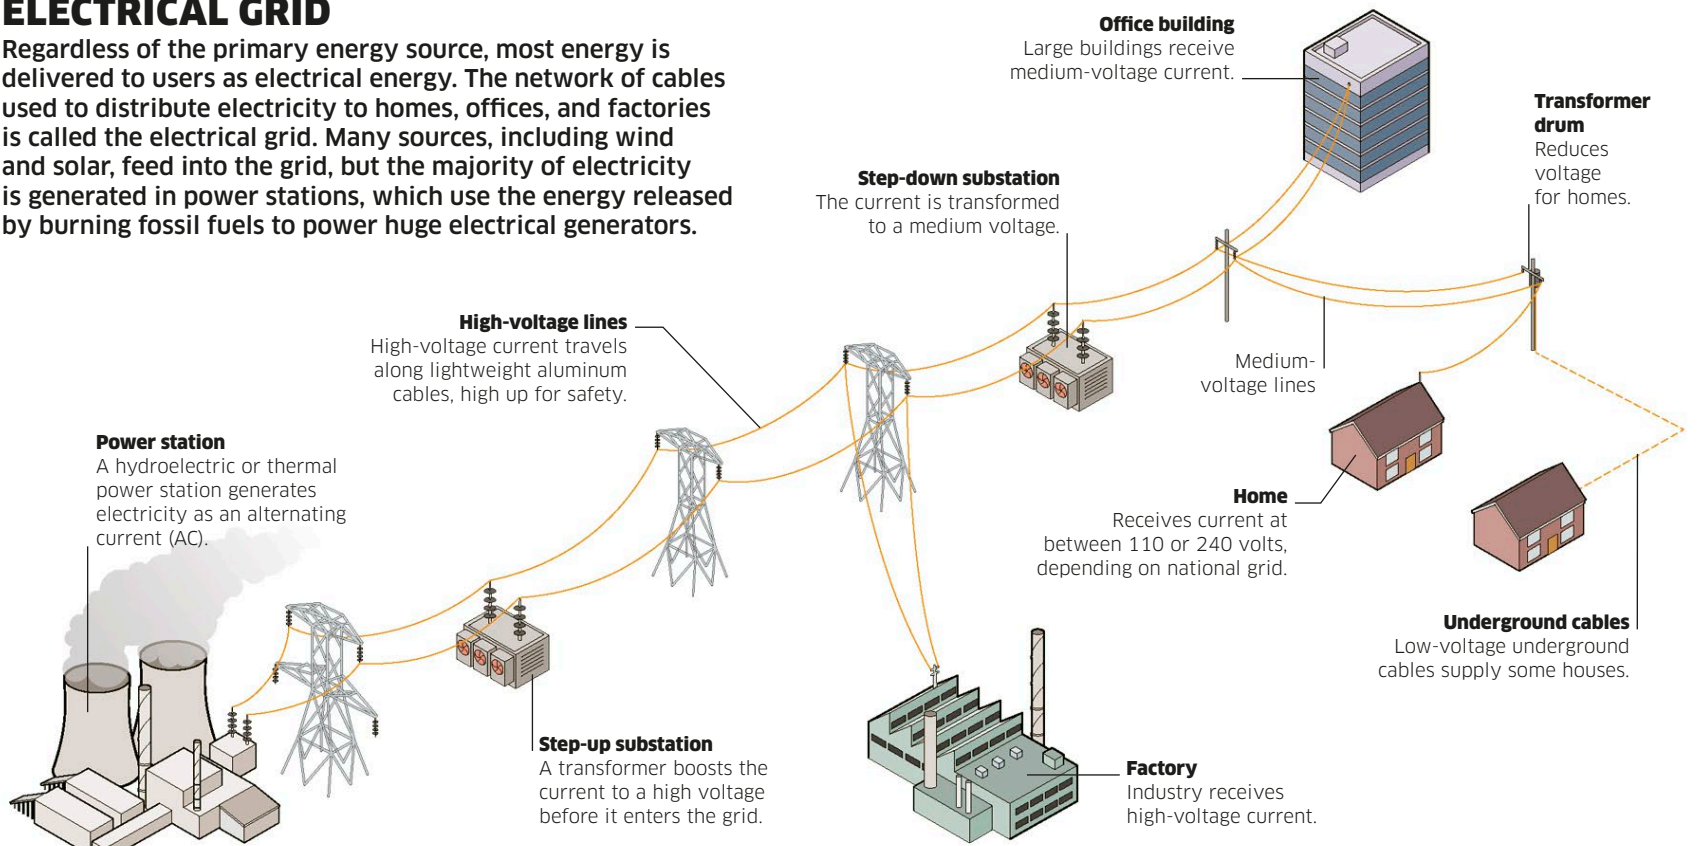 ELECTRICAL GRID
Regardless of the primary energy source, most energy is
delivered to users as electrical energy. The network of cables
used to distribute electricity to homes, offices, and factories
is called the electrical grid. Many sources, including wind
and solar, feed into the grid, but the majority of electricity
is generated in power stations, which use the energy released
by burning fossil fuels to power huge electrical generators.
Office building
Large buildings receive
medium-voltage current.
Transformer
drum
Reduces
voltage
for homes.
Step-down substation
The current is transformed
to a medium voltage.
High-voltage lines
High-voltage current travels
along lightweight aluminum
cables, high up for safety.
Medium-
voltage lines
Power station
A hydroelectric or thermal
power station generates
electricity as an alternating
current (AC).
Home
Receives current at
between 110 or 240 volts,
depending on national grid.
Underground cables
Low-voltage underground
cables supply some houses.
Step-up substation
A transformer boosts the
current to a high voltage
before it enters the grid.
Factory
Industry receives
high-voltage current.